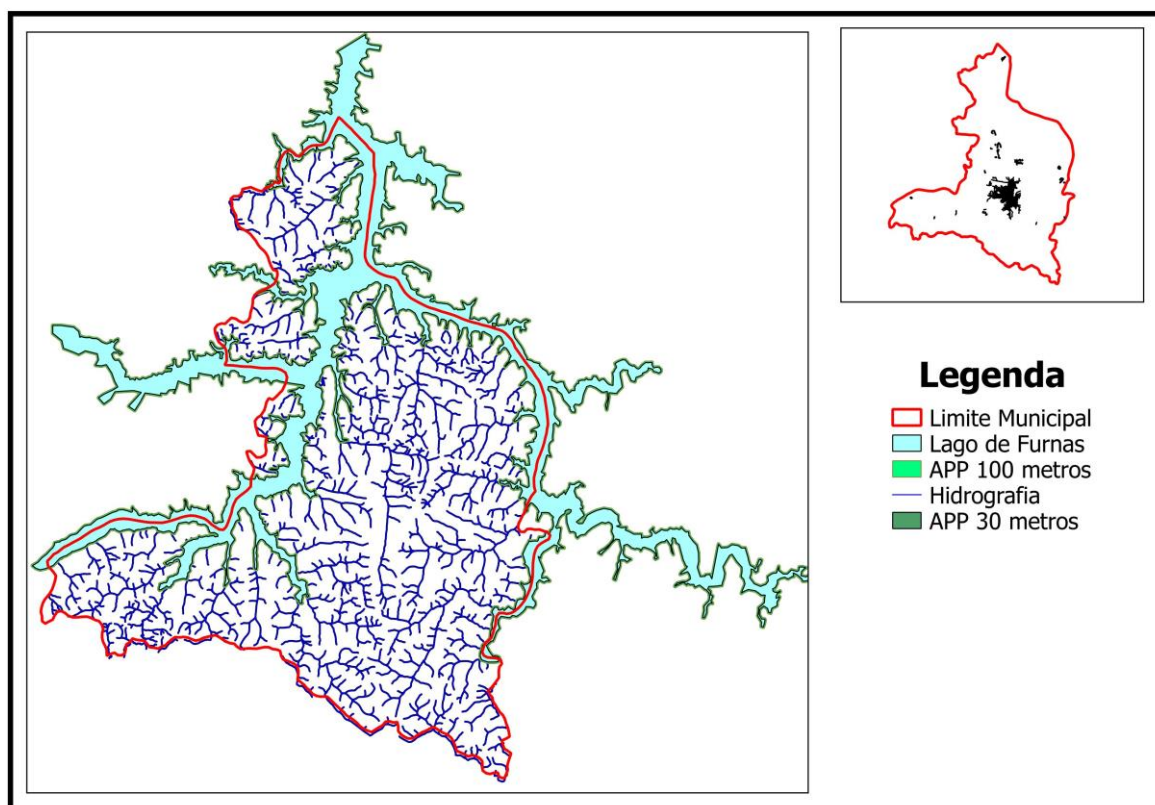 Legenda
Limite Municipal
Lago de Furnas
APP 100 metros
Hidrografia
APP 30 metros